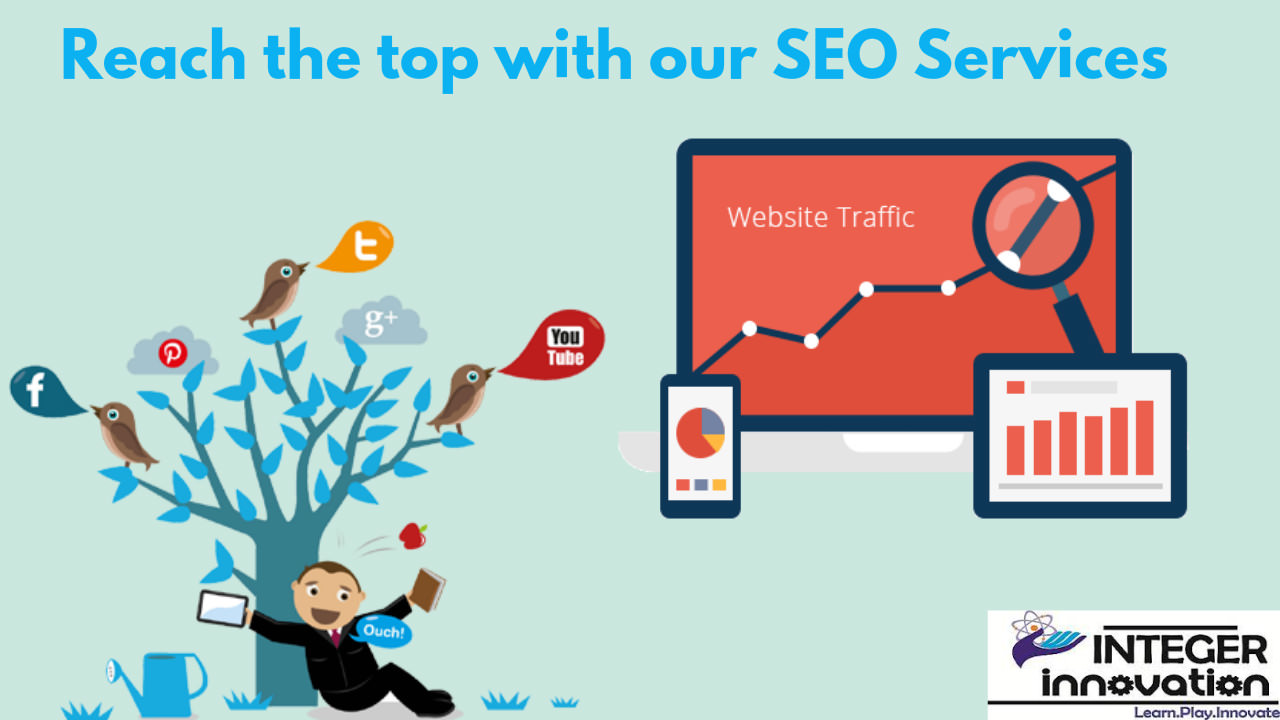 Reach the top with our SEO Services
Website Traffic
t
g+
You
Tube
f
Ouch!
INTEGER
innovation
Learn.Play.Innovate